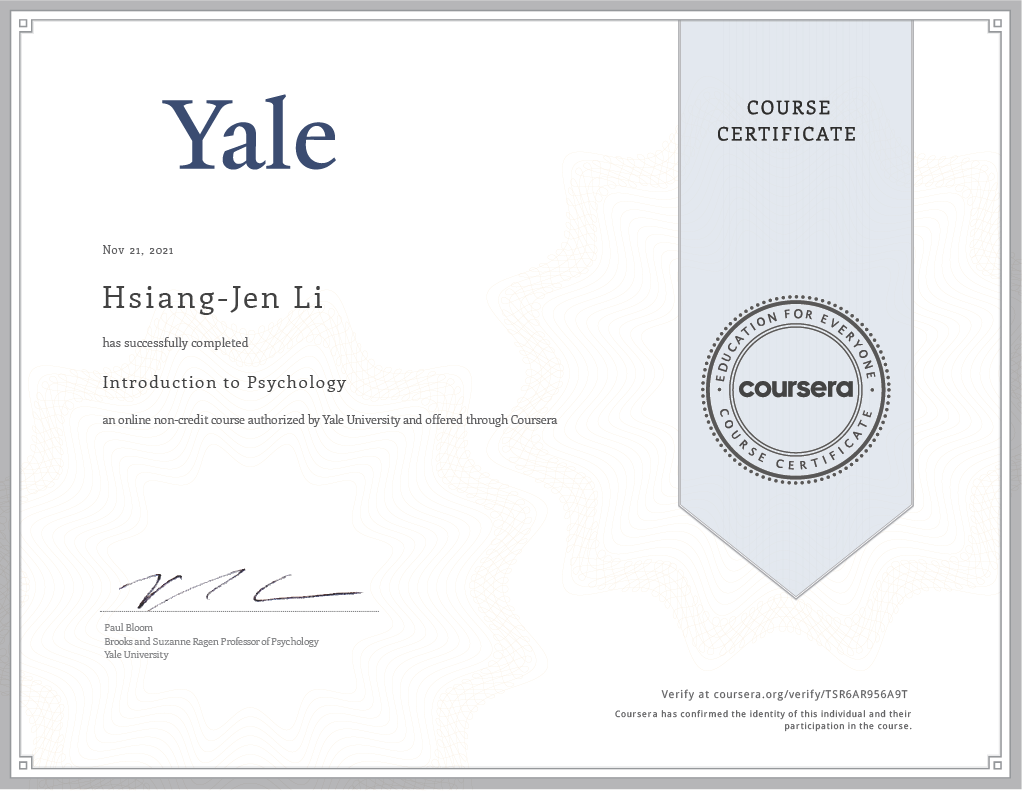 Yale
COURSE
CERTIFICATE
Nov 21, 2021
Hsiang-Jen Li
has successfully completed
Introduction to Psychology
an online non-credit course authorized by Yale University and offered through Coursera
EDUCATION FOR EVERYONE
coursera
COURSE CERTIFICATE
Paul Bloom
Brooks and Suzanne Ragen Professor of Psychology
Yale University
Verify at coursera.org/verify/TSR6AR956A9T
Coursera has confirmed the identity of this individual and their
participation in the course.